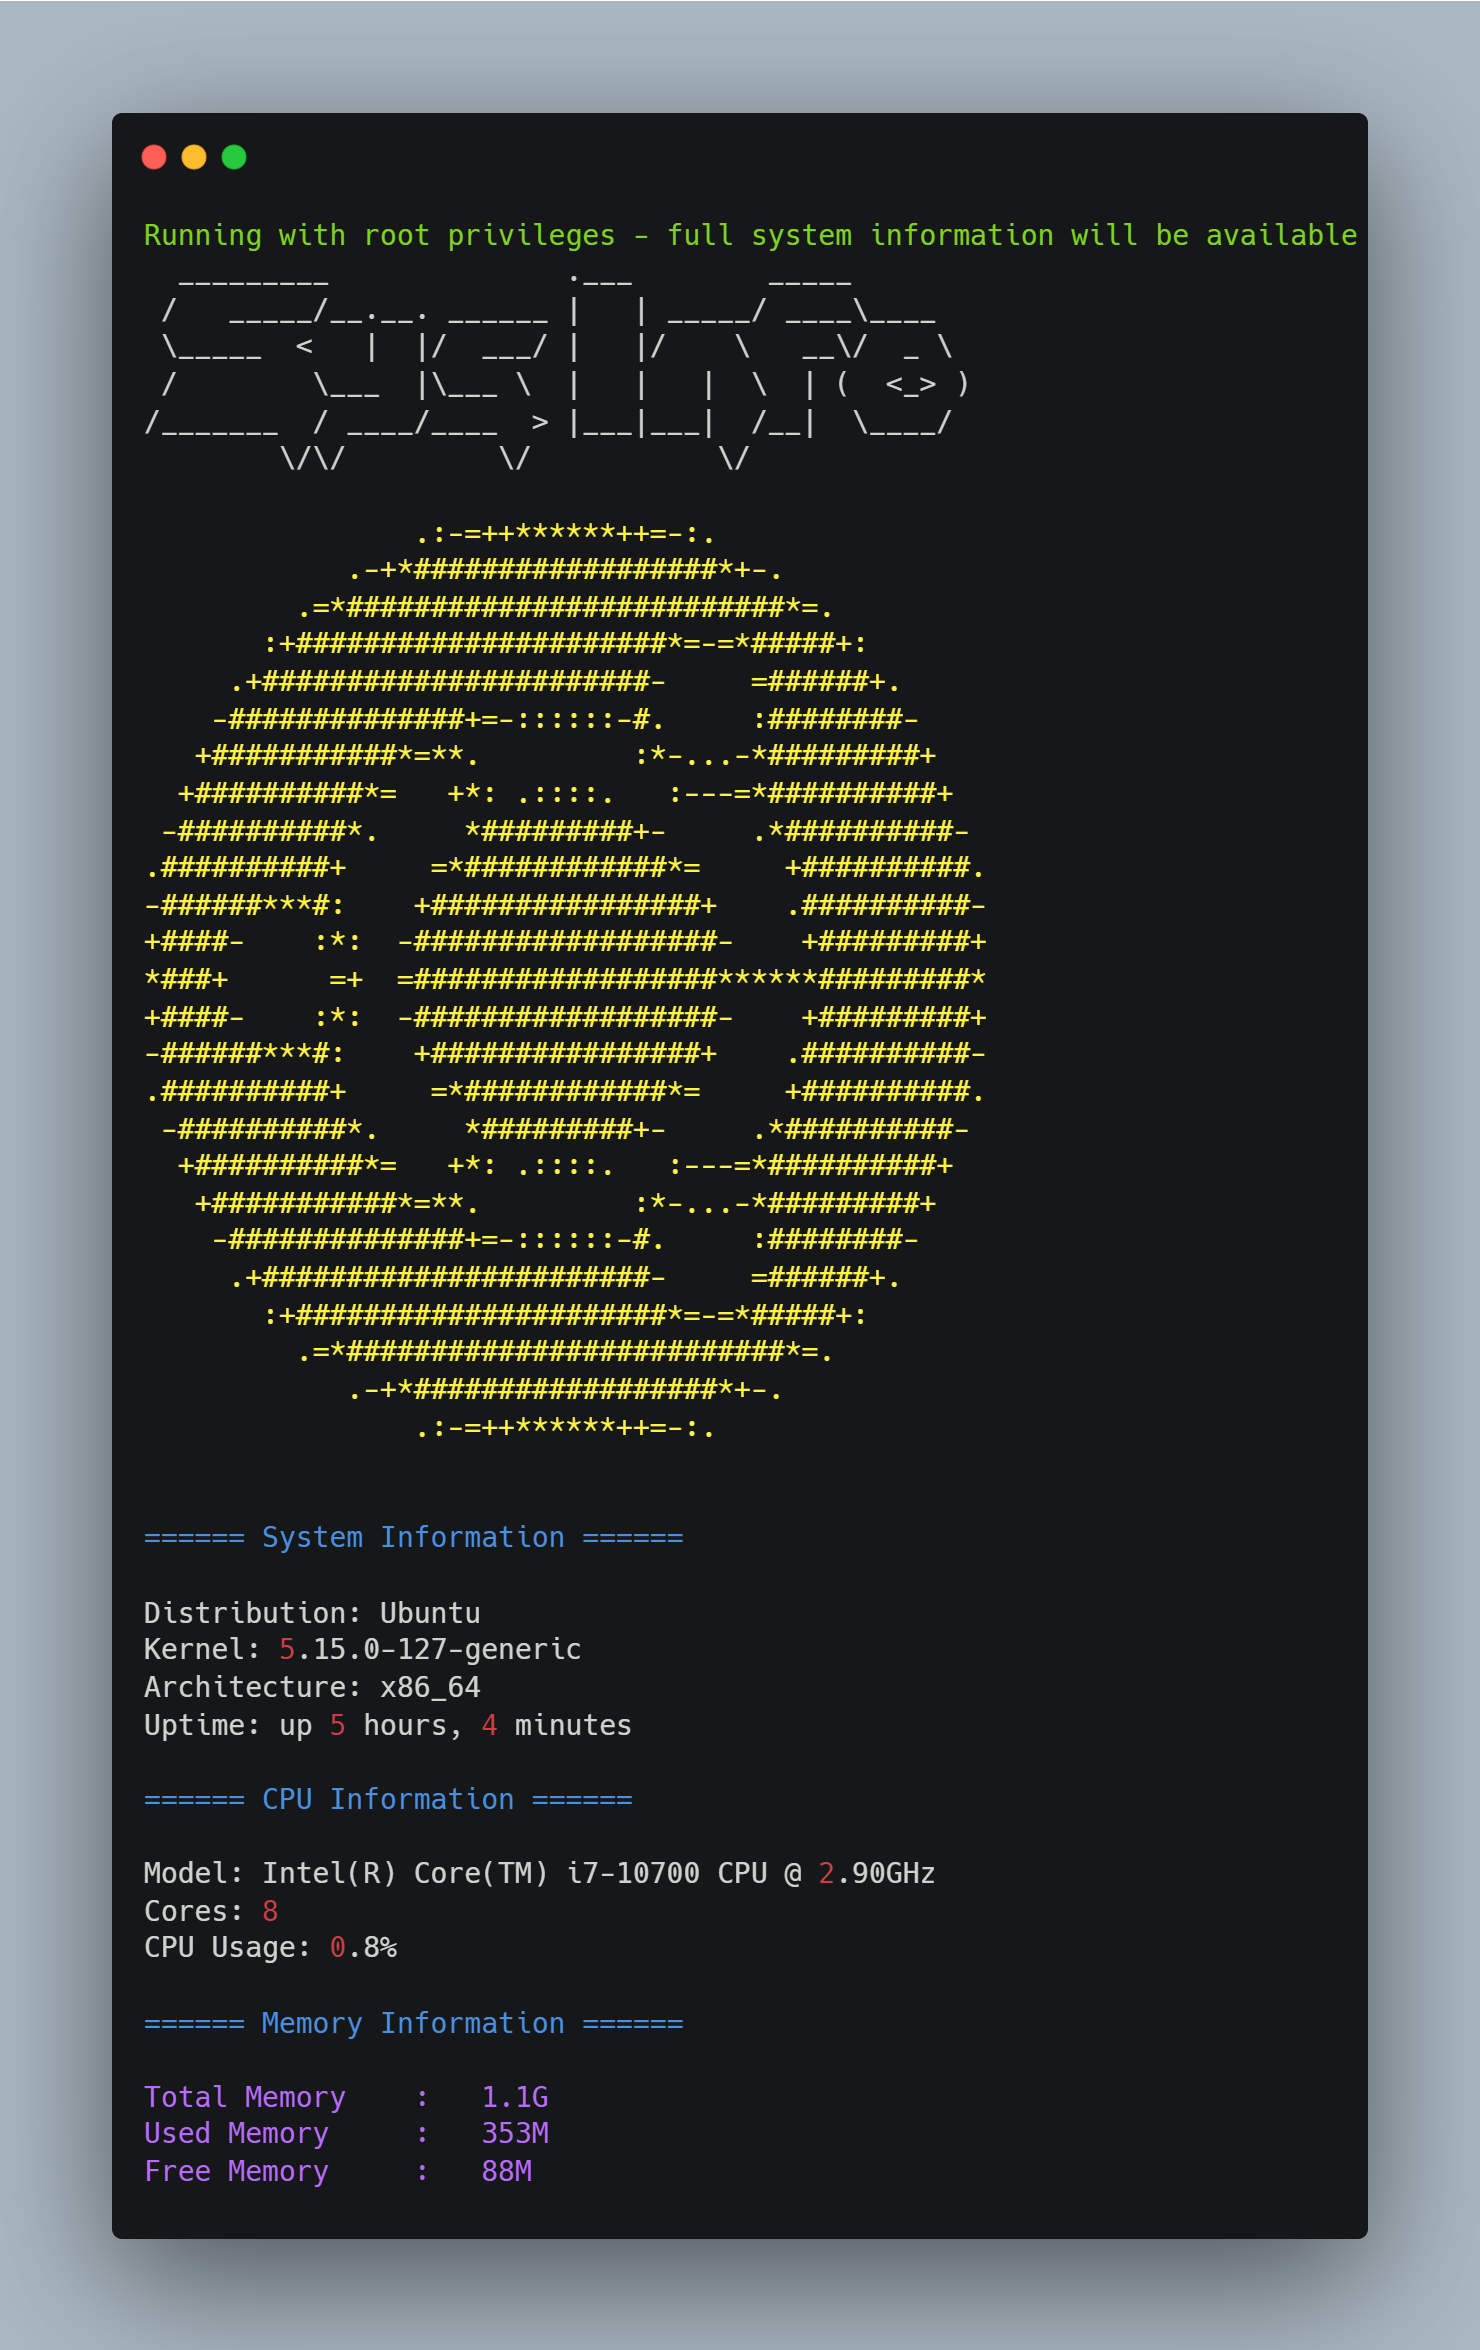 Running with root privileges - full system information will be available
  _________              .___        _____
 /   _____/__.__. ______ |   | _____/ ____\____
 \_____  <   |  |/  ___/ |   |/    \   __\/  _ \
 /        \___  |\___ \  |   |   |  \  | (  <_> )
/_______  / ____/____  > |___|___|  /__|  \____/
        \/\/         \/           \/
                .:-=++******++=-:.
            .-+*##################*+-.
         .=*##########################*=.
       :+######################*=-=*#####+:
     .+#######################-     =######+.
    -##############+=-::::::-#.     :########-
   +###########*=**.         :*-...-*#########+
  +##########*=   +*: .::::.   :---=*##########+
 -##########*.     *#########+-     .*##########-
.##########+     =*############*=     +##########.
-######***#:    +################+    .##########-
+####-    :*:  -##################-    +#########+
*###+      =+  =##################******#########*
+####-    :*:  -##################-    +#########+
-######***#:    +################+    .##########-
.##########+     =*############*=     +##########.
 -##########*.     *#########+-     .*##########-
  +##########*=   +*: .::::.   :---=*##########+
   +###########*=**.         :*-...-*#########+
    -##############+=-::::::-#.     :########-
     .+#######################-     =######+.
       :+######################*=-=*#####+:
         .=*##########################*=.
            .-+*##################*+-.
                .:-=++******++=-:.
====== System Information ======
Distribution: Ubuntu
Kernel: 5.15.0-127-generic
Architecture: x86_64
Uptime: up 5 hours, 4 minutes
====== CPU Information ======
Model: Intel(R) Core(TM) i7-10700 CPU @ 2.90GHz
Cores: 8
CPU Usage: 0.8%
====== Memory Information ======
Total Memory    :   1.1G
Used Memory     :   353M
Free Memory     :   88M